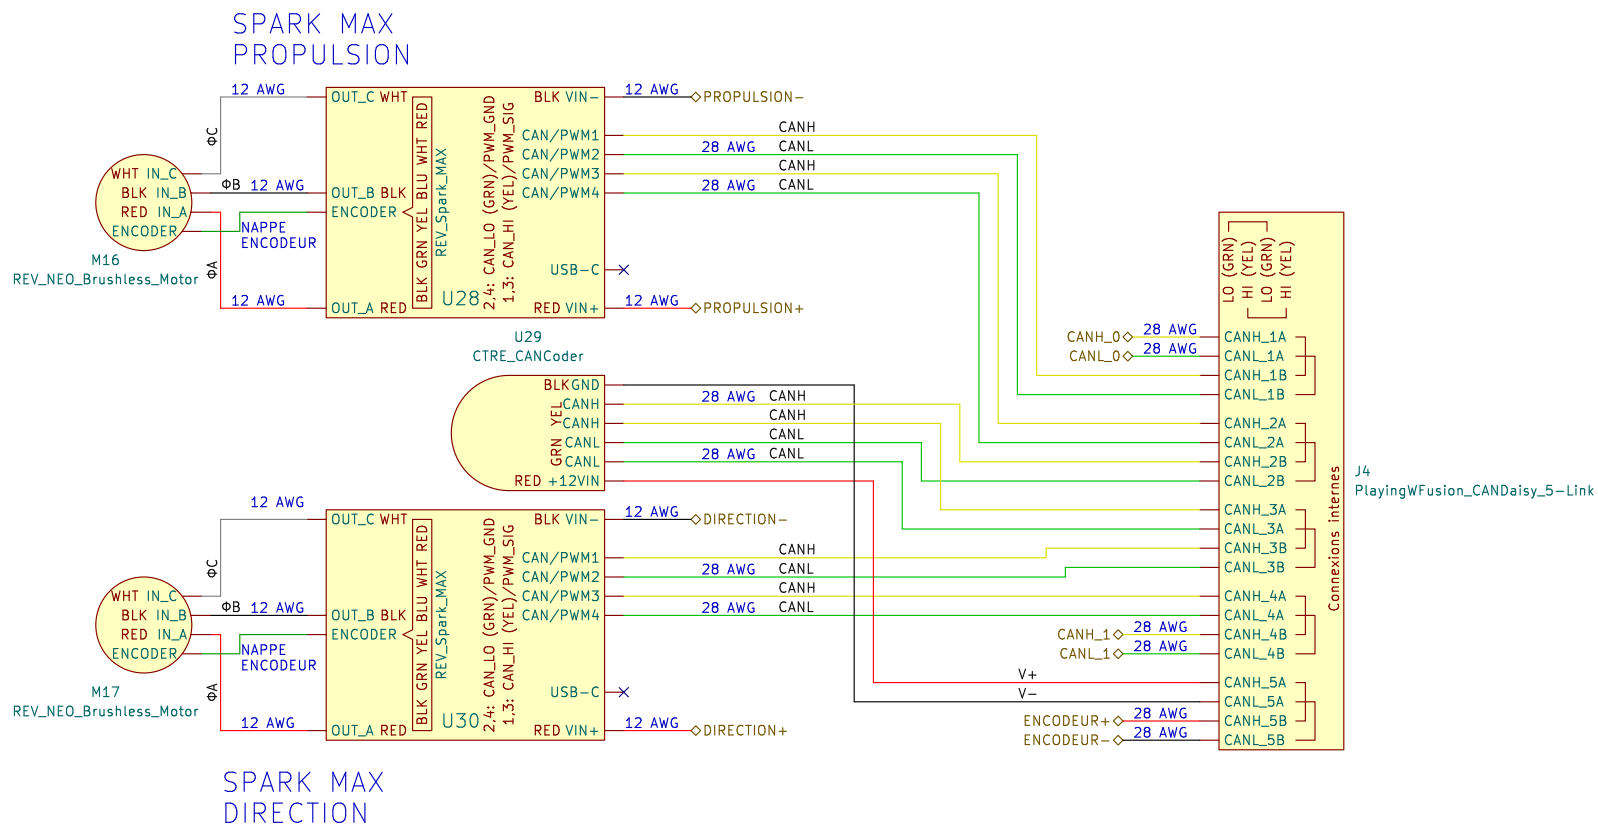 SPARK MAX
PROPULSION
12 AWG
OUT_C WHT
ΦC
WHT IN_C
BLK IN_B
RED IN_A
ENCODER
ΦB
12 AWG
OUT_B BLK
ENCODER
NAPPE
ENCODEUR
M16
REV_NEO_Brushless_Motor
ΦA
12 AWG
OUT_A RED
BLK GRN YEL BLU WHT RED
REV_Spark_MAX
U28
2,4: CAN_LO (GRN)/PWM_GND
1,3: CAN_HI (YEL)/PWM_SIG
BLK VIN-
12 AWG
PROPULSION-
CAN/PWM1
CANH
CAN/PWM2
28 AWG
CANL
CAN/PWM3
CANH
CAN/PWM4
28 AWG
CANL
USB-C
RED VIN+
12 AWG
PROPULSION+
U29
CTRE_CANCoder
BLK GND
CANH
28 AWG
CANH
YEL
CANH
CANH
CANL
CANL
GRN
CANL
28 AWG
CANL
RED +12VIN
12 AWG
OUT_C WHT
ΦC
WHT IN_C
BLK IN_B
RED IN_A
ENCODER
ΦB
12 AWG
OUT_B BLK
ENCODER
NAPPE
ENCODEUR
M17
REV_NEO_Brushless_Motor
ΦA
12 AWG
OUT_A RED
BLK GRN YEL BLU WHT RED
REV_Spark_MAX
U30
2,4: CAN_LO (GRN)/PWM_GND
1,3: CAN_HI (YEL)/PWM_SIG
BLK VIN-
12 AWG
DIRECTION-
CAN/PWM1
CANH
CAN/PWM2
28 AWG
CANL
CAN/PWM3
CANH
CAN/PWM4
28 AWG
CANL
USB-C
RED VIN+
12 AWG
DIRECTION+
V+
V-
LO (GRN)
HI (YEL)
LO (GRN)
HI (YEL)
CANH_0
28 AWG
CANH_1A
CANL_0
28 AWG
CANL_1A
CANH_1B
CANL_1B
CANH_2A
CANL_2A
CANH_2B
CANL_2B
CANH_3A
CANL_3A
CANH_3B
CANL_3B
CANH_4A
CANL_4A
CANH_1
28 AWG
CANH_4B
CANL_1
28 AWG
CANL_4B
CANH_5A
CANL_5A
ENCODEUR+
28 AWG
CANH_5B
ENCODEUR-
28 AWG
CANL_5B
Connexions internes
J4
PlayingWFusion_CANDaisy_5-Link
SPARK MAX
DIRECTION